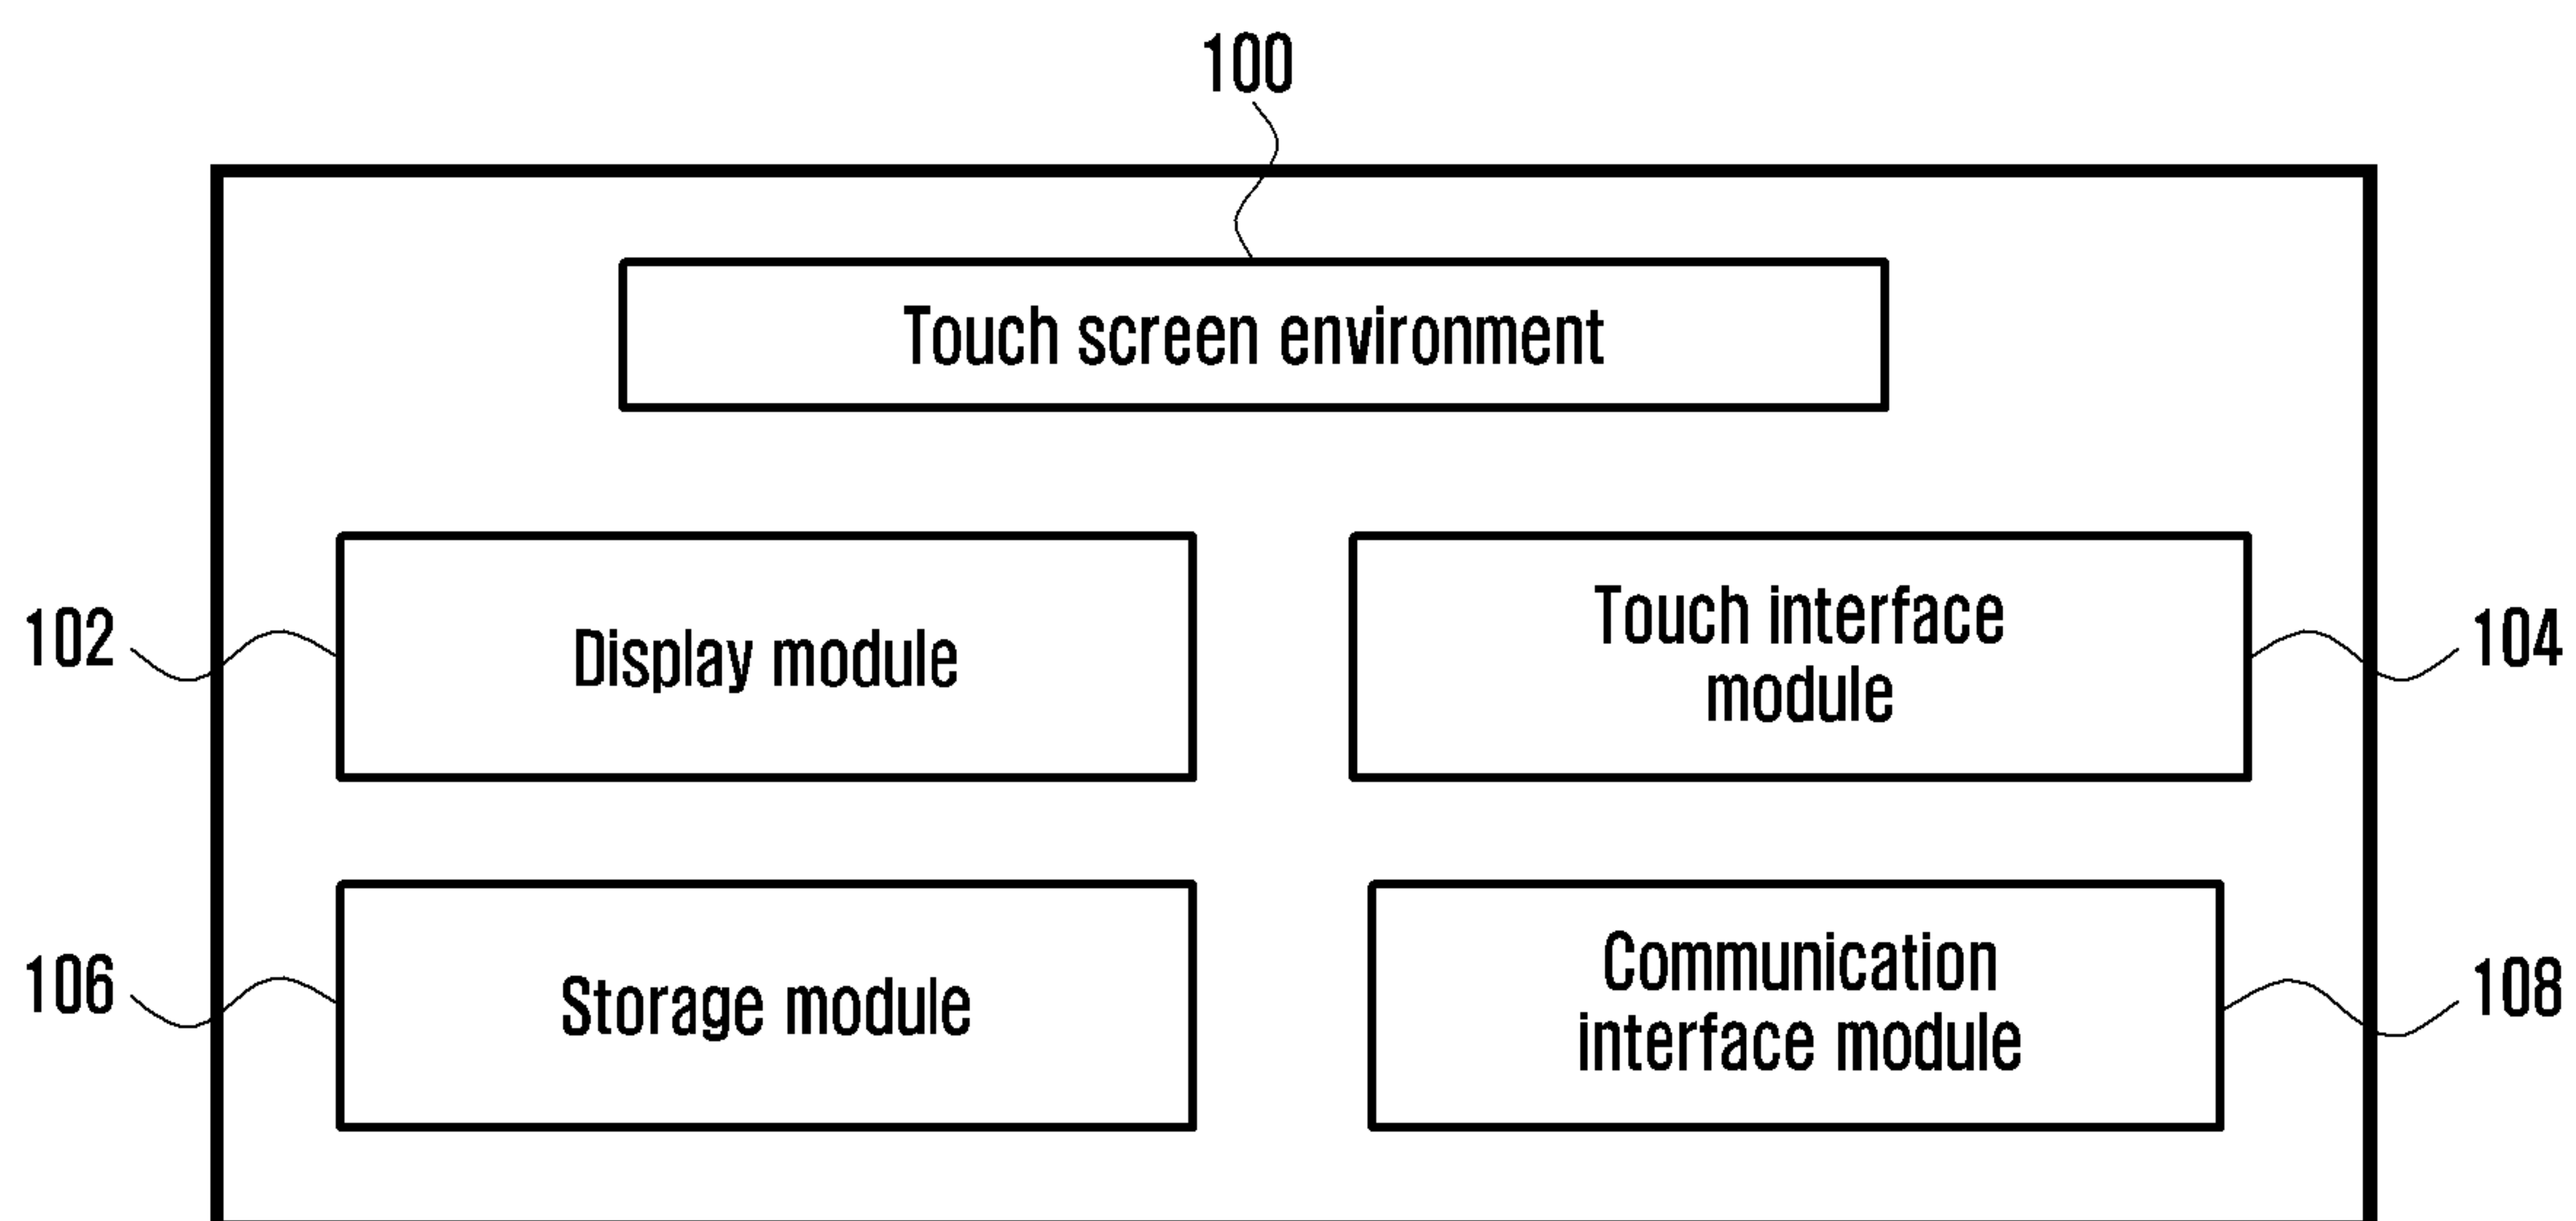 100
Touch screen environment
102
Display module
Touch interface
module
104
106
Storage module
Communication
interface module
108